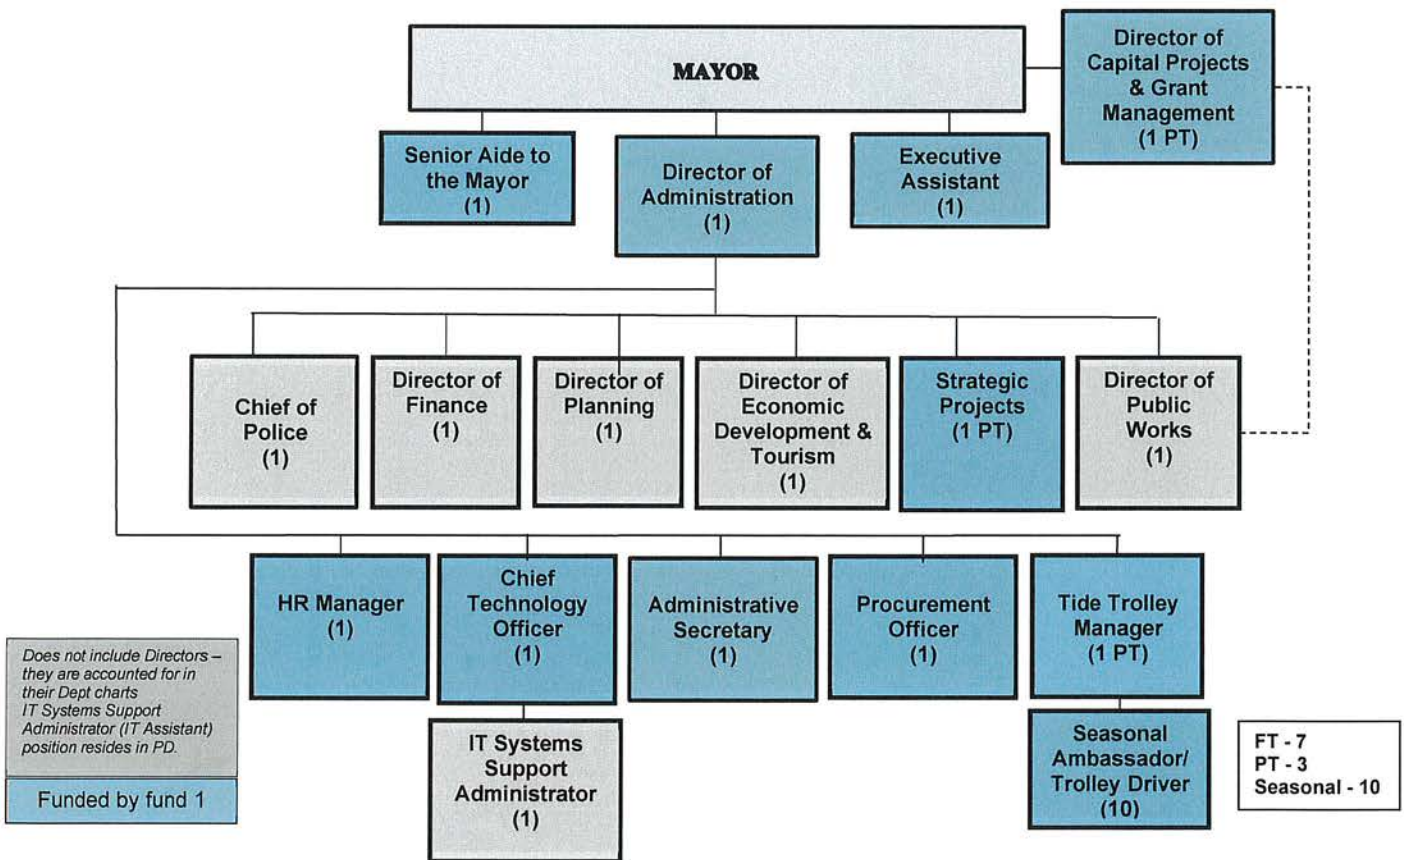 MAYOR
Director of
Capital Projects
& Grant
Management
(1 PT)
Senior Aide to
the Mayor
(1)
Director of
Administration
(1)
Executive
Assistant
(1)
Chief of
Police
(1)
Director of
Finance
(1)
Director of
Planning
(1)
Director of
Economic
Development &
Tourism
(1)
Strategic
Projects
(1 PT)
Director of
Public
Works
(1)
HR Manager
(1)
Chief
Technology
Officer
(1)
Administrative
Secretary
(1)
Procurement
Officer
(1)
Tide Trolley
Manager
(1 PT)
Does not include Directors –
they are accounted for in
their Dept charts
IT Systems Support
Administrator (IT Assistant)
position resides in PD.
Funded by fund 1
IT Systems
Support
Administrator
(1)
Seasonal
Ambassador/
Trolley Driver
(10)
FT - 7
PT - 3
Seasonal - 10